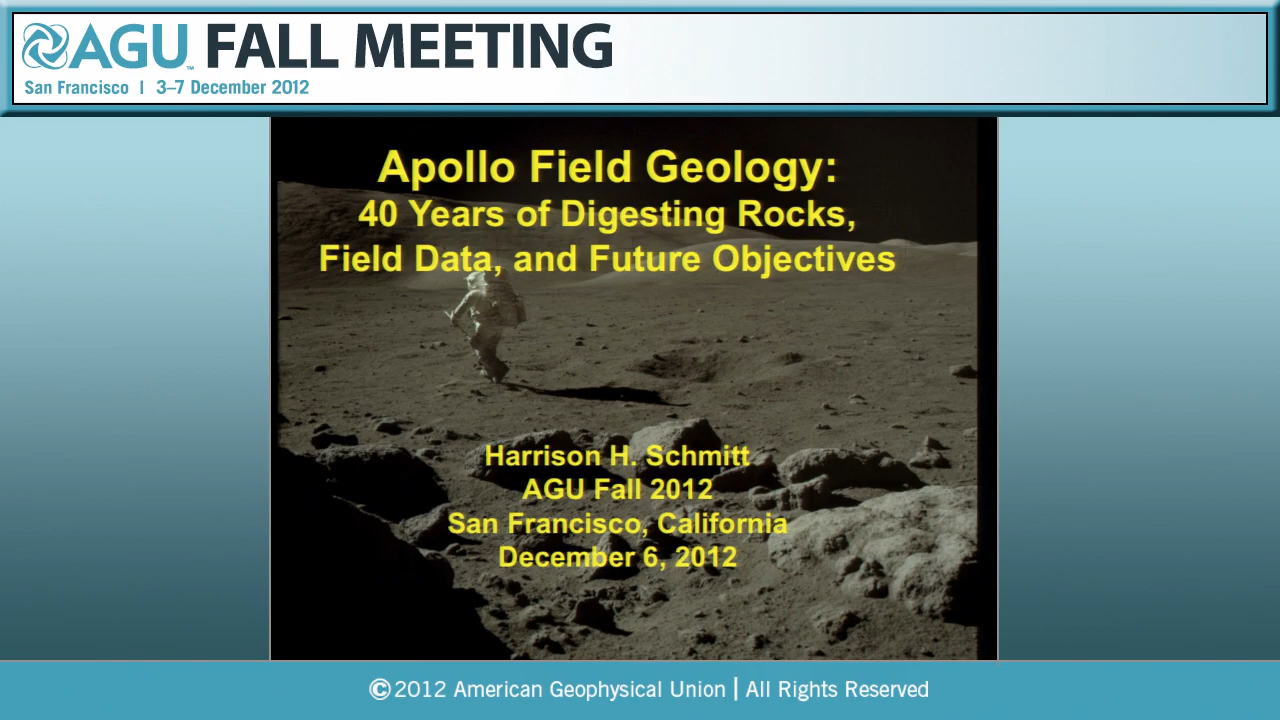 AGU™ FALL MEETING
San Francisco | 3–7 December 2012
Apollo Field Geology:
40 Years of Digesting Rocks,
Field Data, and Future Objectives
Harrison H. Schmitt
AGU Fall 2012
San Francisco, California
December 6, 2012
©2012 American Geophysical Union | All Rights Reserved